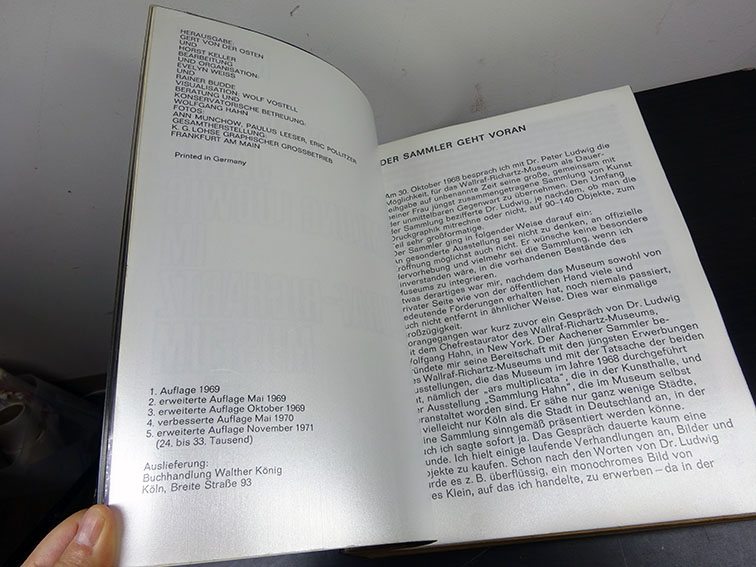 HERAUSGABE:
GERT VON DER OSTEN
UND
HORST KELLER
BEARBEITUNG
UND ORGANISATION:
EVELYN WEISS
UND
RAINER BUDDE
VISUALISATION: WOLF VOSTELL
BERATUNG UND
KONSERVATORISCHE BETREUUNG:
WOLFGANG HAHN
FOTOS:
ANN MUNCHOW, PAULUS LEESER, ERIC POLLITZER
GESAMTHERSTELLUNG:
K. G. LOHSE GRAPHISCHER GROSSBETRIEB
FRANKFURT AM MAIN
Printed in Germany
1. Auflage 1969
2. erweiterte Auflage Mai 1969
3. erweiterte Auflage Oktober 1969
4. verbesserte Auflage Mai 1970
5. erweiterte Auflage November 1971
(24. bis 33. Tausend)
Auslieferung:
Buchhandlung Walther König
Köln, Breite Straße 93
DER SAMMLER GEHT VORAN
Am 30. Oktober 1968 besprach ich mit Dr. Peter Ludwig die
Möglichkeit, für das Wallraf-Richartz-Museum als Dauer-
leihgabe auf unbenannte Zeit seine große, gemeinsam mit
seiner Frau jüngst zusammengetragene Sammlung von Kunst
der unmittelbaren Gegenwart zu übernehmen. Den Umfang
der Sammlung bezifferte Dr. Ludwig, je nachdem, ob man die
Druckgraphik mitrechne oder nicht, auf 90–140 Objekte, zum
Teil sehr großformatige.
Der Sammler ging in folgender Weise darauf ein:
An gesonderte Ausstellung sei nicht zu denken, an offizielle
Eröffnung möglichst auch nicht. Er wünsche keine besondere
Hervorhebung und vielmehr sei die Sammlung, wenn ich
einverstanden wäre, in die vorhandenen Bestände des
Museums zu integrieren.
Etwas derartiges war mir, nachdem das Museum sowohl von
privater Seite wie von der öffentlichen Hand viele und
bedeutende Förderungen erhalten hat, noch niemals passiert,
auch nicht entfernt in ähnlicher Weise. Dies war einmalige
Großzügigkeit.
Vorangegangen war kurz zuvor ein Gespräch von Dr. Ludwig
mit dem Chefrestaurator des Wallraf-Richartz-Museums,
Wolfgang Hahn, in New York. Der Aachener Sammler be-
gründete mir seine Bereitschaft mit den jüngsten Erwerbungen
des Wallraf-Richartz-Museums und mit der Tatsache der beiden
Ausstellungen, die das Museum im Jahre 1968 durchgeführt
hat, nämlich der „ars multiplicata", die in der Kunsthalle, und
der Ausstellung „Sammlung Hahn", die im Museum selbst
veranstaltet worden sind. Er sähe nur ganz wenige Städte,
vielleicht nur Köln als die Stadt in Deutschland an, in der
seine Sammlung sinngemäß präsentiert werden könne.
Auch ich sagte sofort ja. Das Gespräch dauerte kaum eine
Stunde. Ich hielt einige laufende Verhandlungen an, Bilder und
Objekte zu kaufen. Schon nach den Worten von Dr. Ludwig
wurde es z. B. überflüssig, ein monochromes Bild von
Yves Klein, auf das ich handelte, zu erwerben – da in der